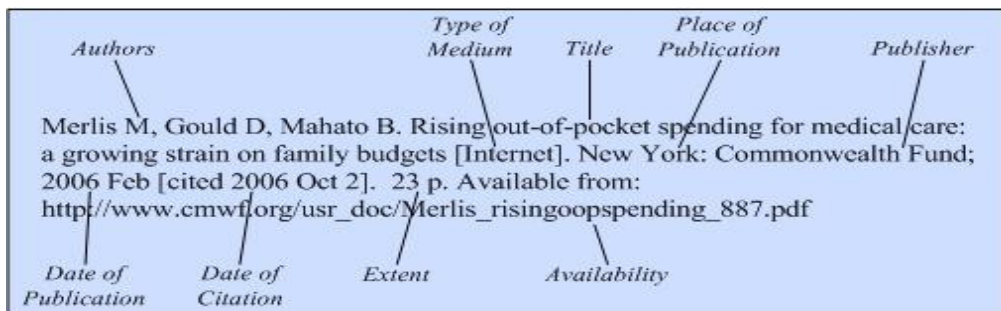 Type of Medium
Place of Publication
Authors
Title
Publisher
Merlis M, Gould D, Mahato B. Rising out-of-pocket spending for medical care:
a growing strain on family budgets [Internet]. New York: Commonwealth Fund;
2006 Feb [cited 2006 Oct 2].  23 p. Available from:
http://www.cmwf.org/usr_doc/Merlis_risingoopspending_887.pdf
Date of Publication
Date of Citation
Extent
Availability